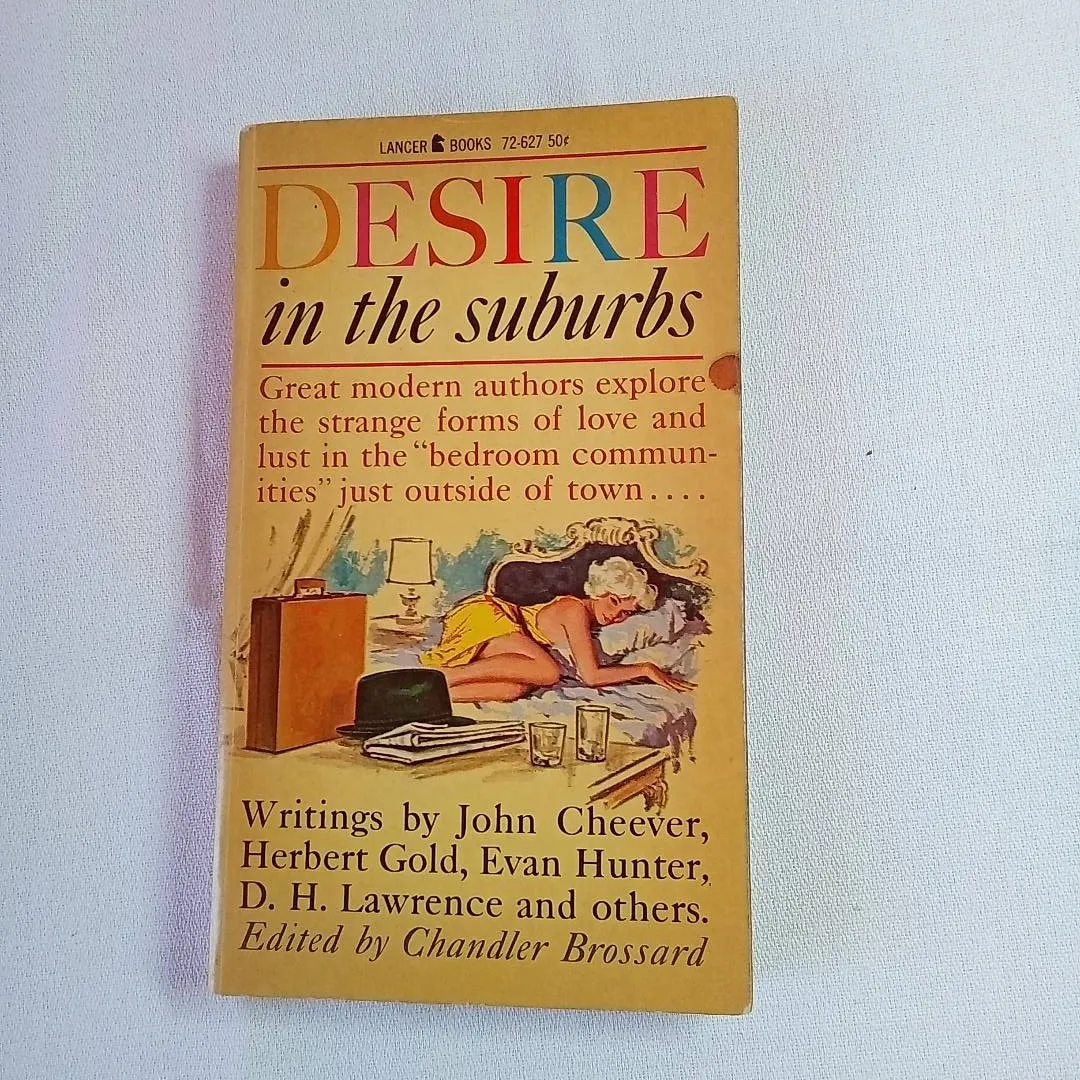 LANCER BOOKS 72-627 50¢
DESIRE
in the suburbs
Great modern authors explore
the strange forms of love and
lust in the “bedroom commun-
ities” just outside of town....
Writings by John Cheever,
Herbert Gold, Evan Hunter,
D. H. Lawrence and others.
Edited by Chandler Brossard